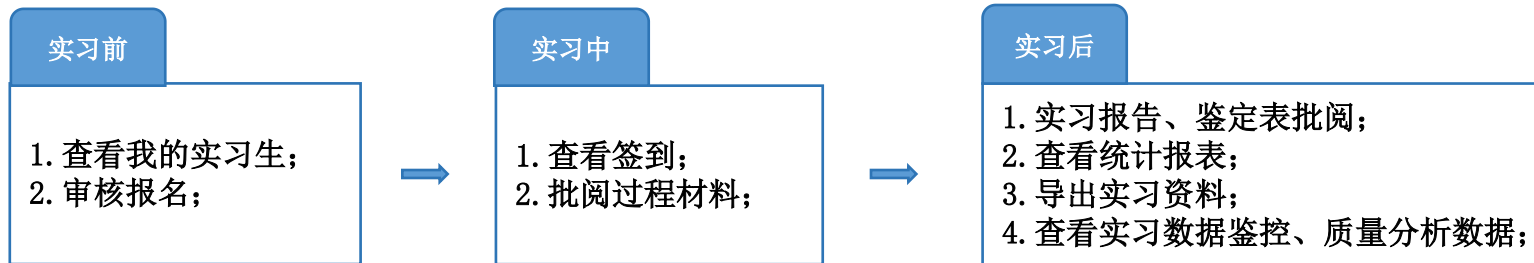 实习前
1.查看我的实习生；
2.审核报名；
实习中
1.查看签到；
2.批阅过程材料；
实习后
1.实习报告、鉴定表批阅；
2.查看统计报表；
3.导出实习资料；
4.查看实习数据鉴控、质量分析数据；